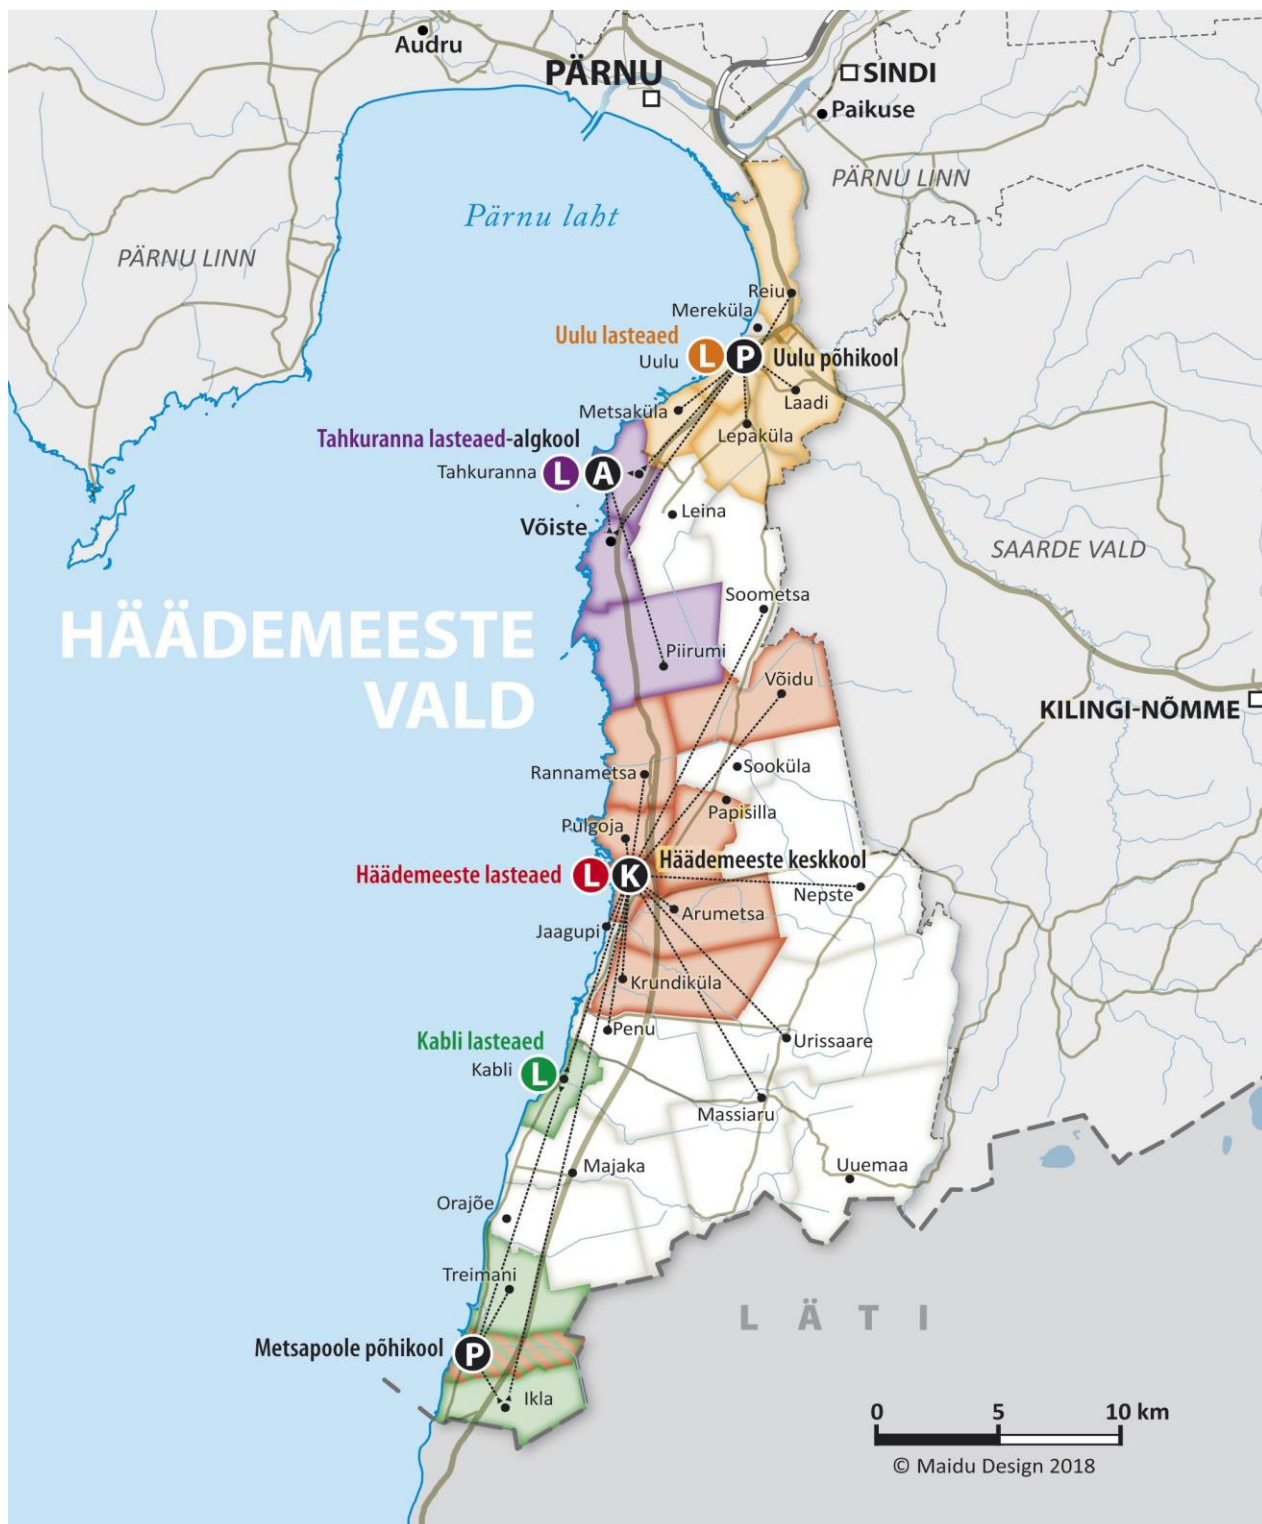 Audru
PÄRNU
SINDI
Paikuse
PÄRNU LINN
Pärnu laht
PÄRNU LINN
Reiu
Mereküla
Uulu lasteaed
L
P
Uulu põhikool
Uulu
Laadi
Metsaküla
Lepaküla
Tahkuranna lasteaed-algkool
Tahkuranna
L
A
Leina
Võiste
SAARDE VALD
HÄÄDEMEESTE
VALD
Soometsa
Piirumi
Võidu
KILINGI-NÕMME
Rannametsa
Sooküla
Papisilla
Pulgoja
Häädemeeste keskkool
Häädemeeste lasteaed
L
K
Nepste
Arumetsa
Jaagupi
Krundiküla
Penu
Urissaare
Kabli lasteaed
Kabli
L
Massiaru
Majaka
Uuemaa
Orajõe
Treimani
LÄTI
Metsapoole põhikool
P
Ikla
0 5 10 km
© Maidu Design 2018